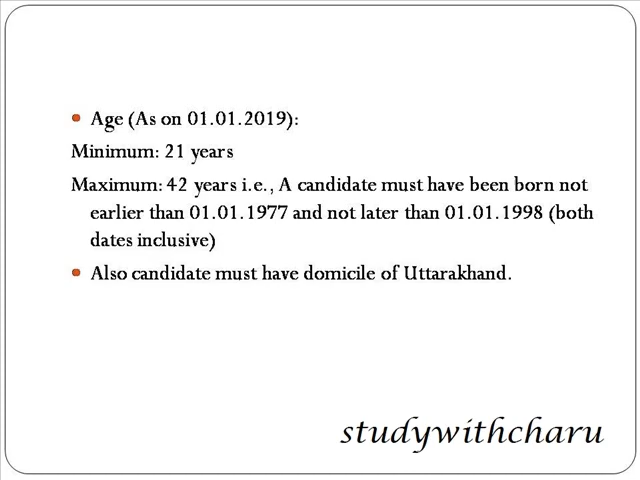 Age (As on 01.01.2019):
Minimum: 21 years
Maximum: 42 years i.e., A candidate must have been born not
earlier than 01.01.1977 and not later than 01.01.1998 (both
dates inclusive)
Also candidate must have domicile of Uttarakhand.
studywithcharu